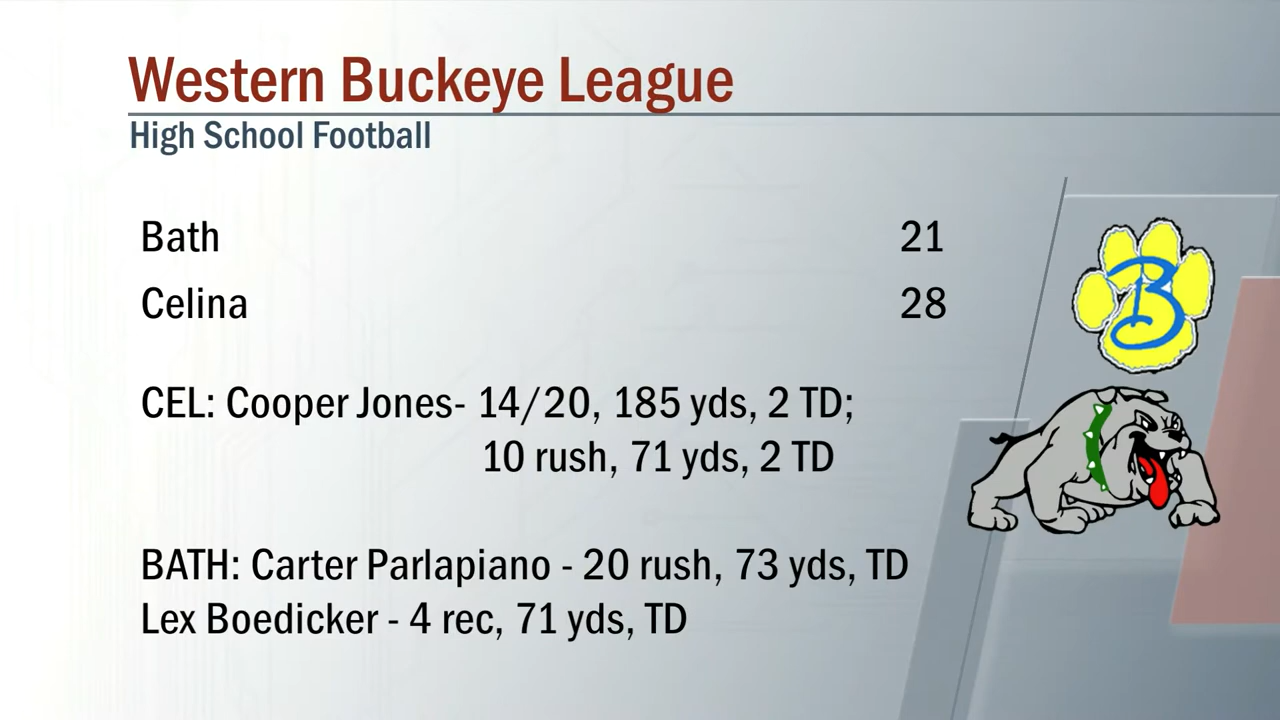 Western Buckeye League
High School Football
Bath 21
Celina 28
CEL: Cooper Jones- 14/20, 185 yds, 2 TD;
10 rush, 71 yds, 2 TD
BATH: Carter Parlapiano - 20 rush, 73 yds, TD
Lex Boedicker - 4 rec, 71 yds, TD
B